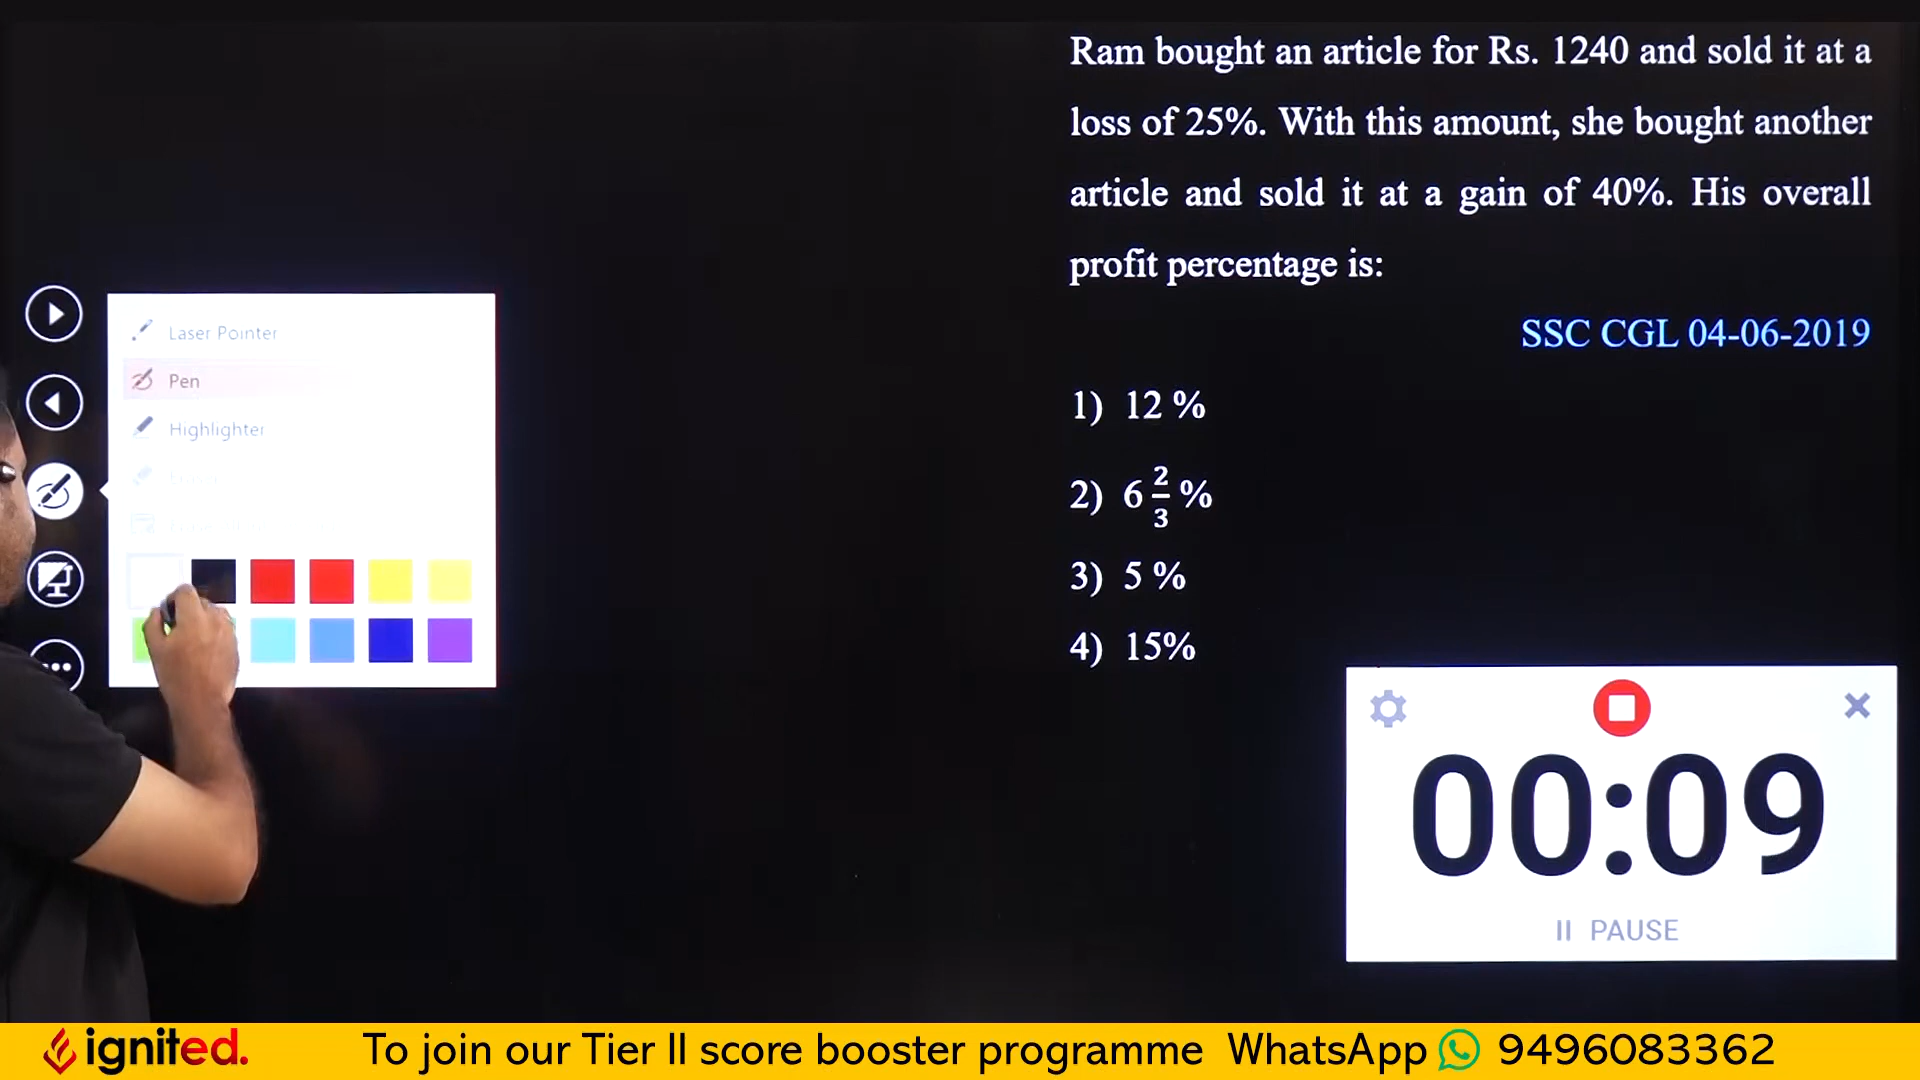 Ram bought an article for Rs. 1240 and sold it at a
loss of 25%. With this amount, she bought another
article and sold it at a gain of 40%. His overall
profit percentage is:
SSC CGL 04-06-2019
1) 12 %
2) 6 2/3 %
3) 5 %
4) 15%
Laser Pointer
Pen
Highlighter
00:09
PAUSE
ignited.
To join our Tier II score booster programme WhatsApp 9496083362